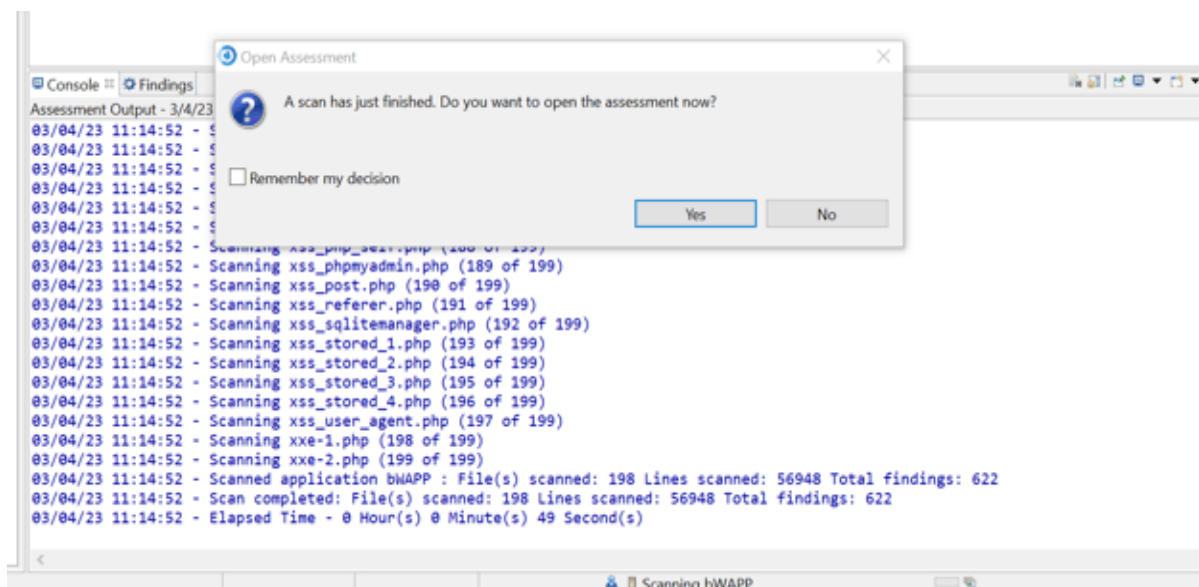 Open Assessment
A scan has just finished. Do you want to open the assessment now?
Remember my decision
Yes No
Console Findings
Assessment Output - 3/4/23
03/04/23 11:14:52 -
03/04/23 11:14:52 -
03/04/23 11:14:52 -
03/04/23 11:14:52 -
03/04/23 11:14:52 -
03/04/23 11:14:52 -
03/04/23 11:14:52 - Scanning xss_php_self.php (188 of 199)
03/04/23 11:14:52 - Scanning xss_phpmyadmin.php (189 of 199)
03/04/23 11:14:52 - Scanning xss_post.php (190 of 199)
03/04/23 11:14:52 - Scanning xss_referer.php (191 of 199)
03/04/23 11:14:52 - Scanning xss_sqlitemanager.php (192 of 199)
03/04/23 11:14:52 - Scanning xss_stored_1.php (193 of 199)
03/04/23 11:14:52 - Scanning xss_stored_2.php (194 of 199)
03/04/23 11:14:52 - Scanning xss_stored_3.php (195 of 199)
03/04/23 11:14:52 - Scanning xss_stored_4.php (196 of 199)
03/04/23 11:14:52 - Scanning xss_user_agent.php (197 of 199)
03/04/23 11:14:52 - Scanning xxe-1.php (198 of 199)
03/04/23 11:14:52 - Scanning xxe-2.php (199 of 199)
03/04/23 11:14:52 - Scanned application bWAPP : File(s) scanned: 198 Lines scanned: 56948 Total findings: 622
03/04/23 11:14:52 - Scan completed: File(s) scanned: 198 Lines scanned: 56948 Total findings: 622
03/04/23 11:14:52 - Elapsed Time - 0 Hour(s) 0 Minute(s) 49 Second(s)
Scanning bWAPP